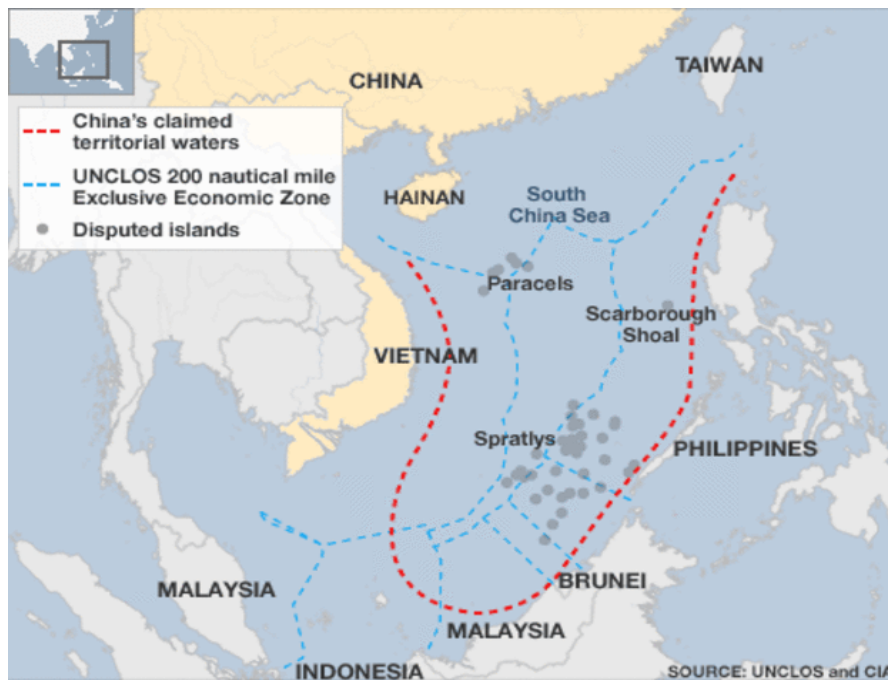 CHINA
TAIWAN
China's claimed
territorial waters
UNCLOS 200 nautical mile
Exclusive Economic Zone
Disputed islands
HAINAN
South
China Sea
Paracels
Scarborough
Shoal
VIETNAM
Spratlys
PHILIPPINES
MALAYSIA
BRUNEI
MALAYSIA
INDONESIA
SOURCE: UNCLOS and CIA